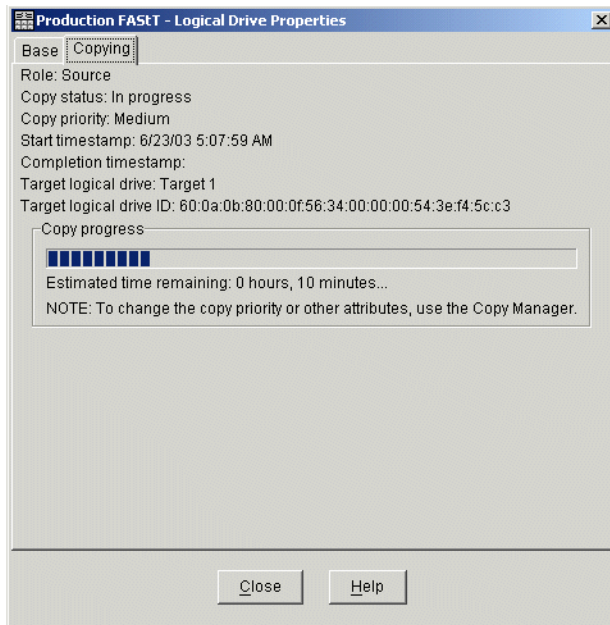 Production FAStT - Logical Drive Properties
Base Copying
Role: Source
Copy status: In progress
Copy priority: Medium
Start timestamp: 6/23/03 5:07:59 AM
Completion timestamp:
Target logical drive: Target 1
Target logical drive ID: 60:0a:0b:80:00:0f:56:34:00:00:00:54:3e:f4:5c:c3
Copy progress
Estimated time remaining: 0 hours, 10 minutes...
NOTE: To change the copy priority or other attributes, use the Copy Manager.
Close Help